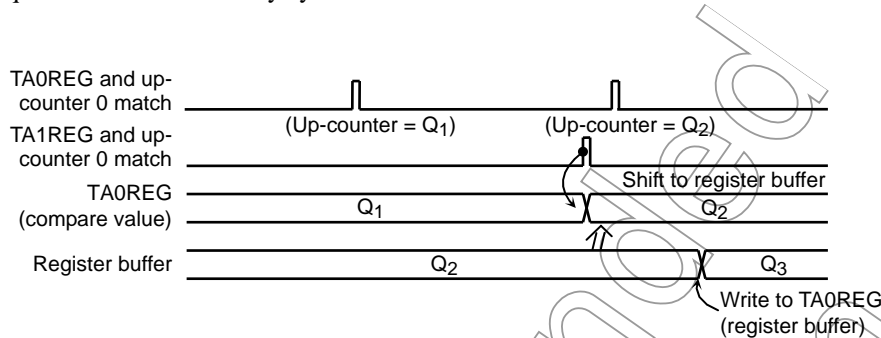 TA0REG and up-
counter 0 match
(Up-counter = Q1)
(Up-counter = Q2)
TA1REG and up-
counter 0 match
Shift to register buffer
TA0REG
(compare value)
Q1
Q2
Register buffer
Q2
Q3
Write to TA0REG
(register buffer)